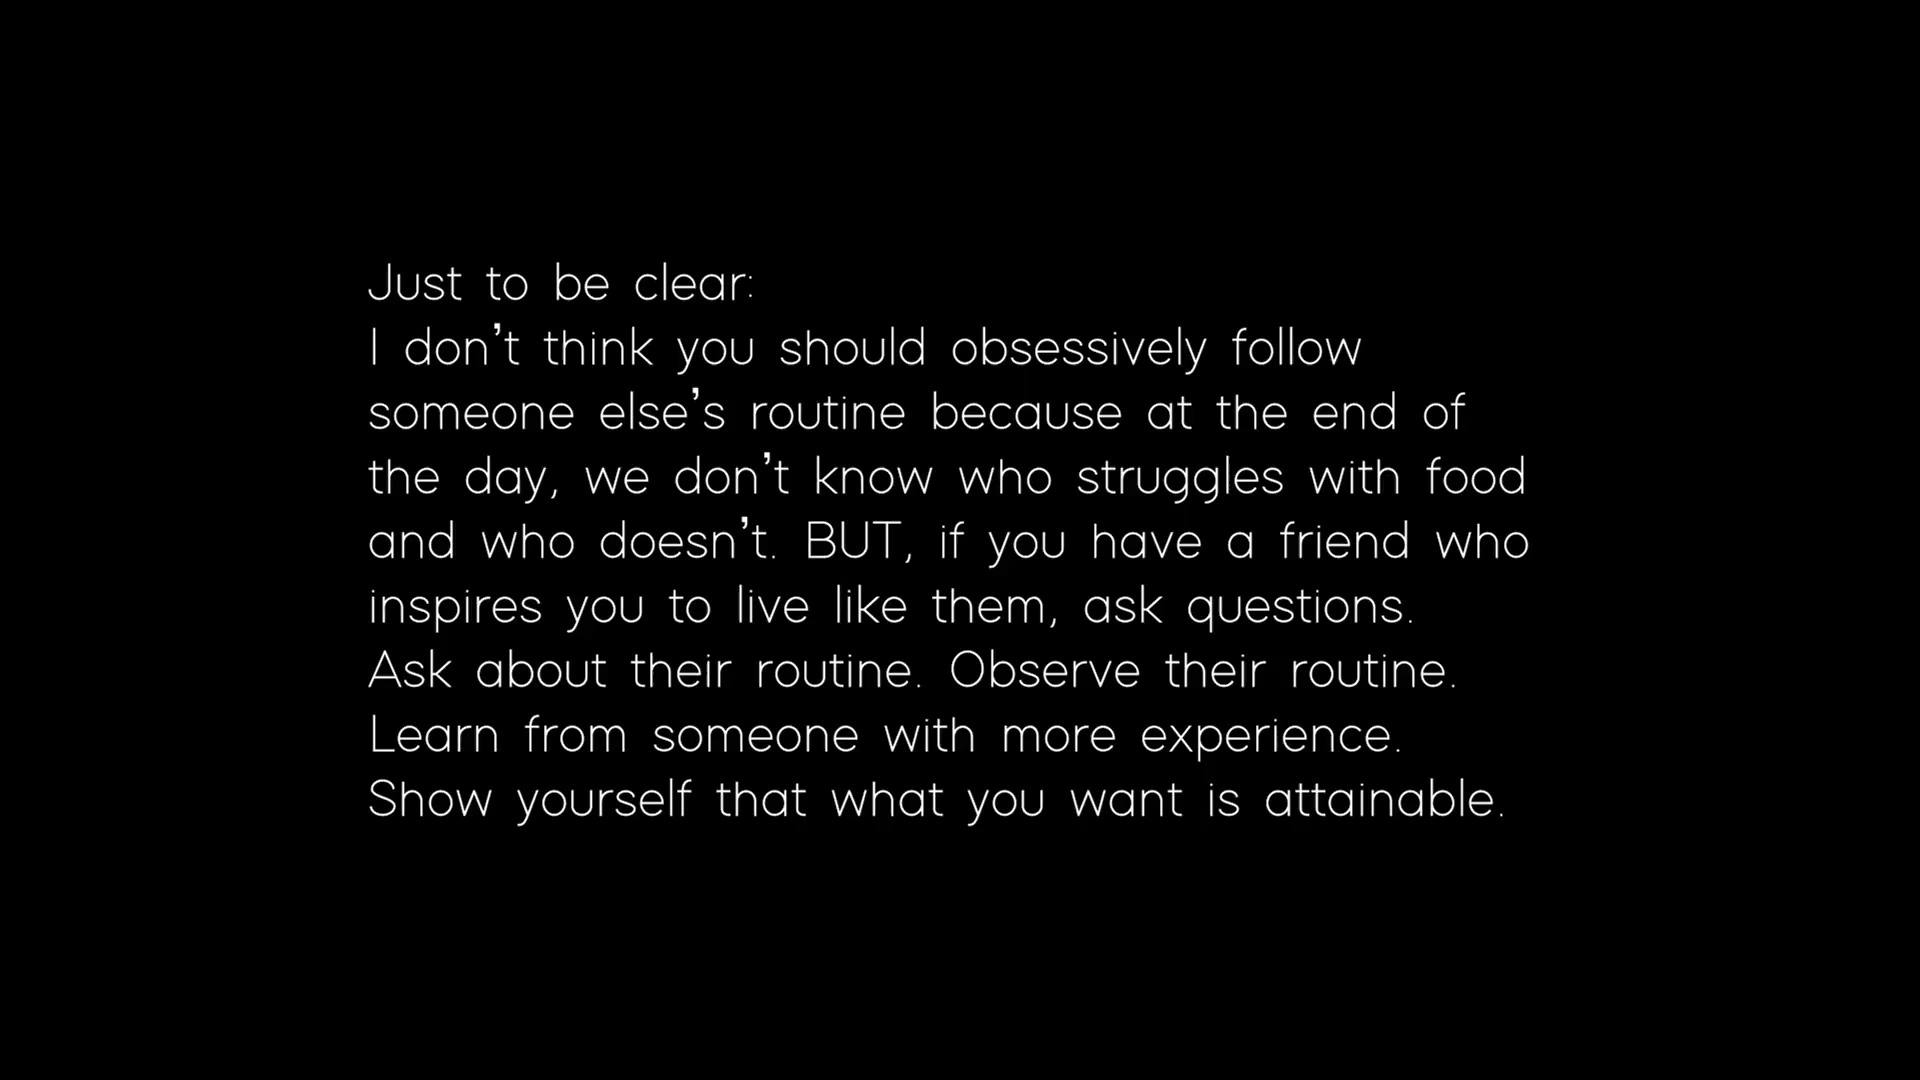 Just to be clear:
I don't think you should obsessively follow
someone else's routine because at the end of
the day, we don't know who struggles with food
and who doesn't. BUT, if you have a friend who
inspires you to live like them, ask questions.
Ask about their routine. Observe their routine.
Learn from someone with more experience.
Show yourself that what you want is attainable.